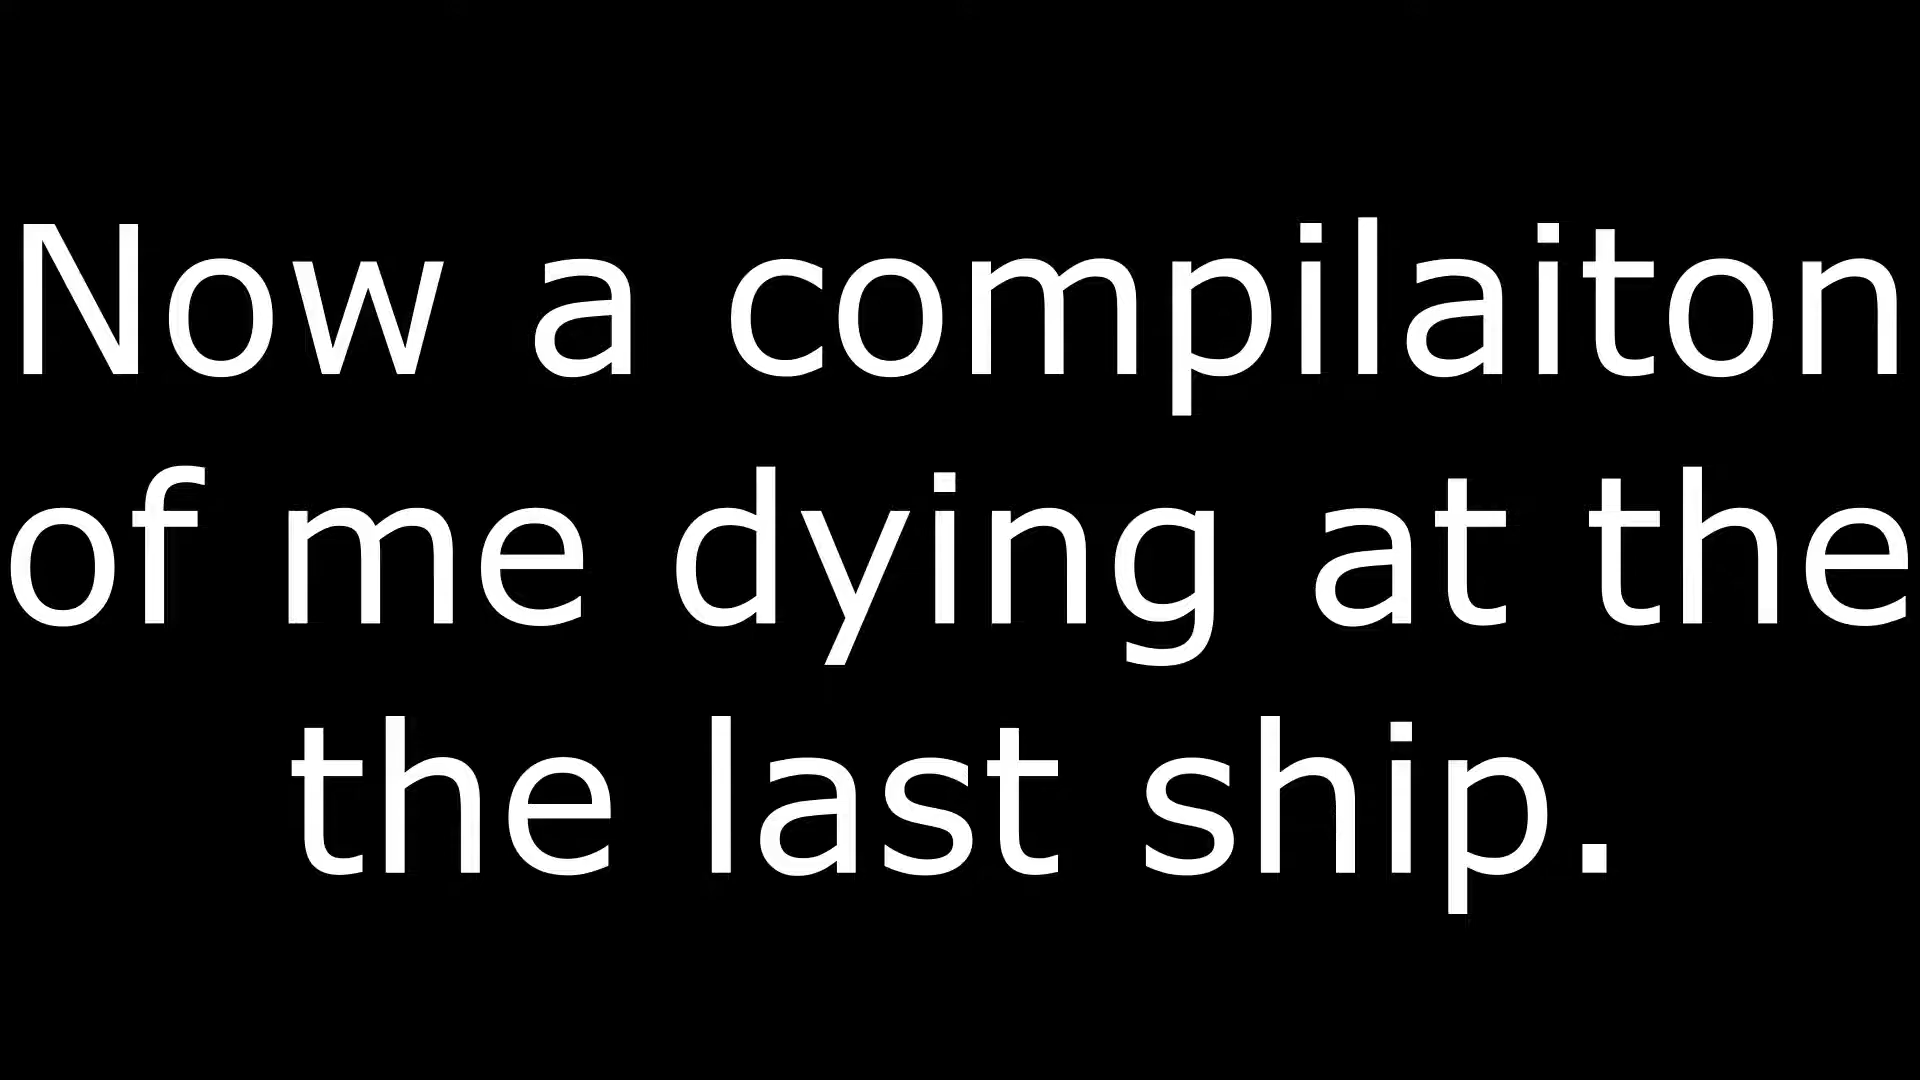 Now a compilaiton
of me dying at the
the last ship.